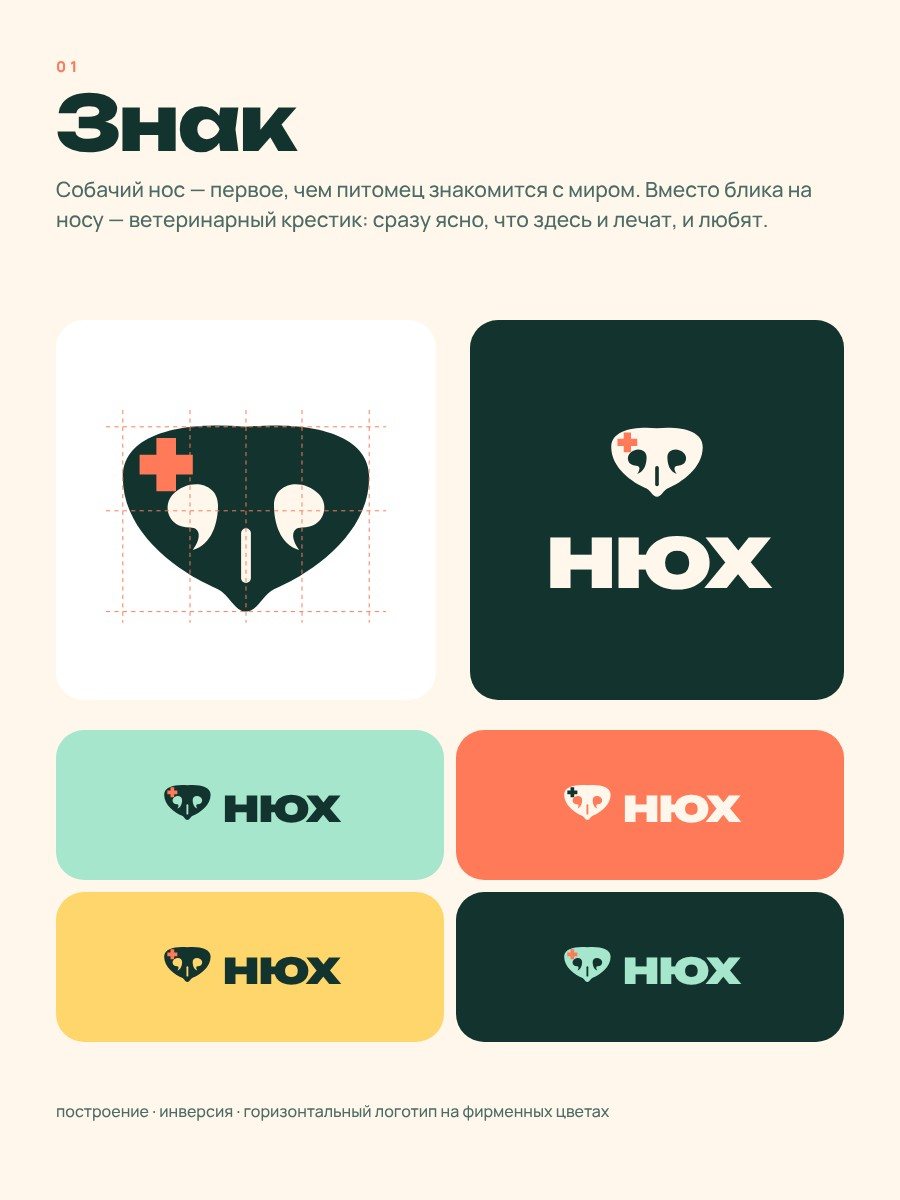 01
Знак
Собачий нос — первое, чем питомец знакомится с миром. Вместо блика на
носу — ветеринарный крестик: сразу ясно, что здесь и лечат, и любят.
НЮХ
НЮХ
НЮХ
НЮХ
НЮХ
построение · инверсия · горизонтальный логотип на фирменных цветах